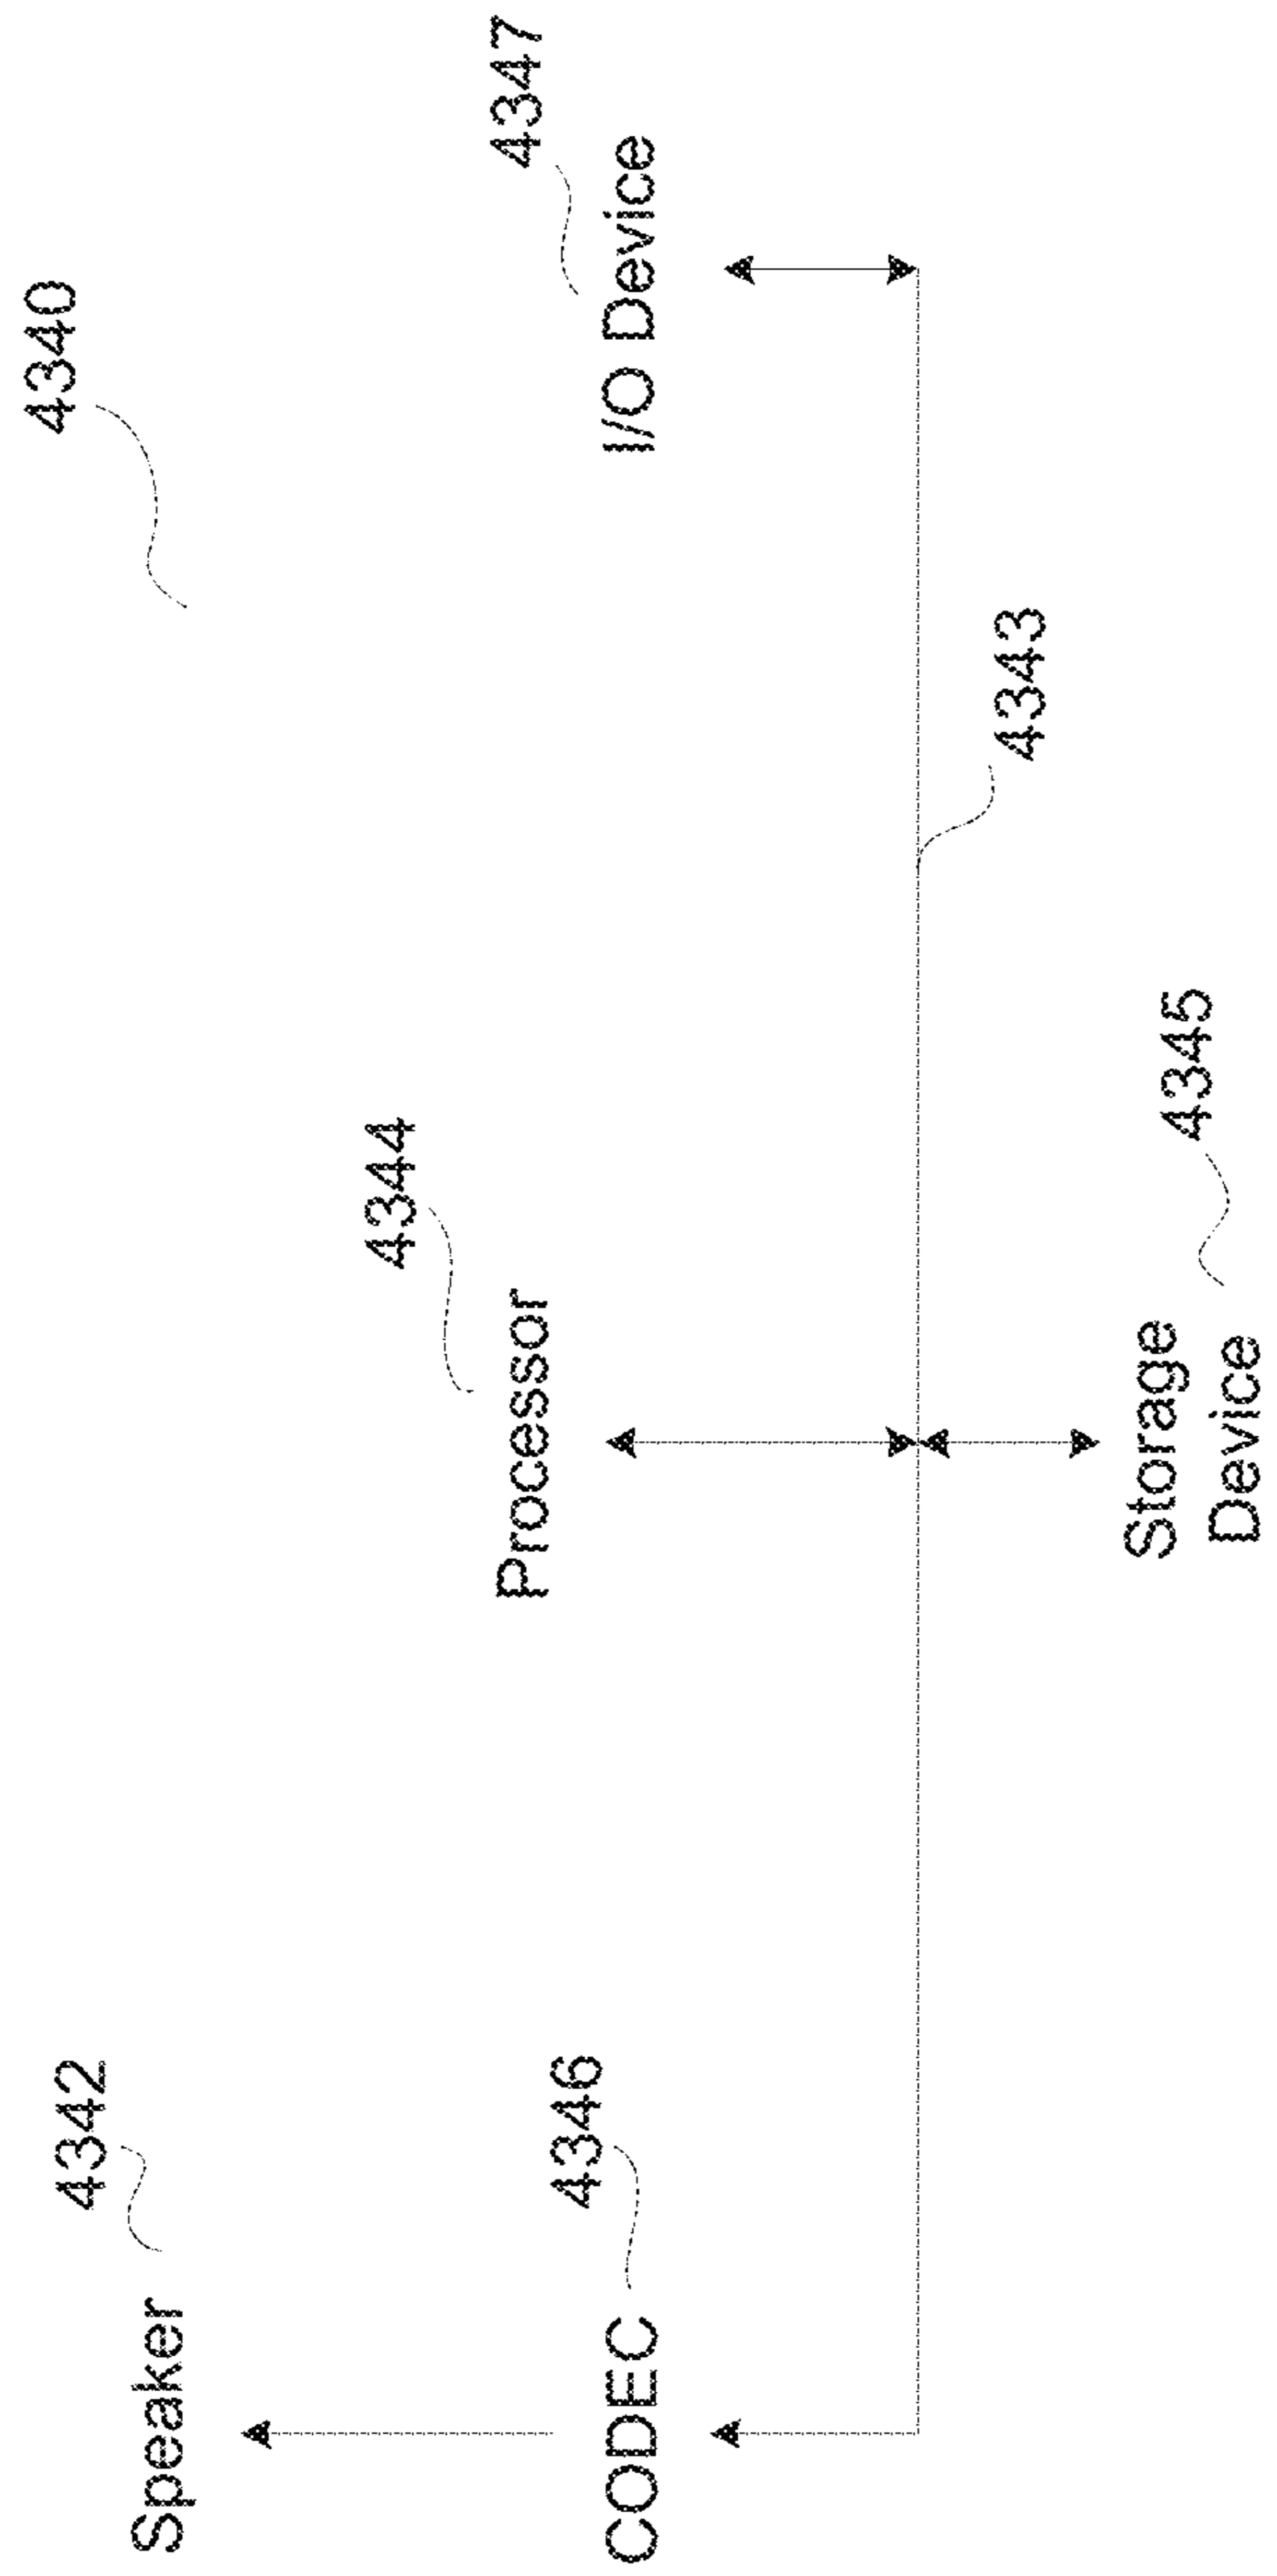 4340
Speaker
4342
Processor
4344
4347
I/O Device
CODEC
4346
4343
Storage
Device
4345